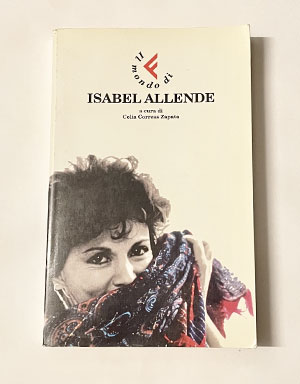 Il mondo di
ISABEL ALLENDE
a cura di
Celia Correas Zapata